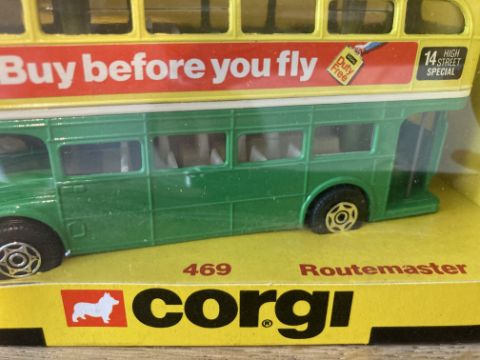 Buy before you fly
Duty
Free
14 HIGH
STREET
SPECIAL
469 Routemaster
corgi®